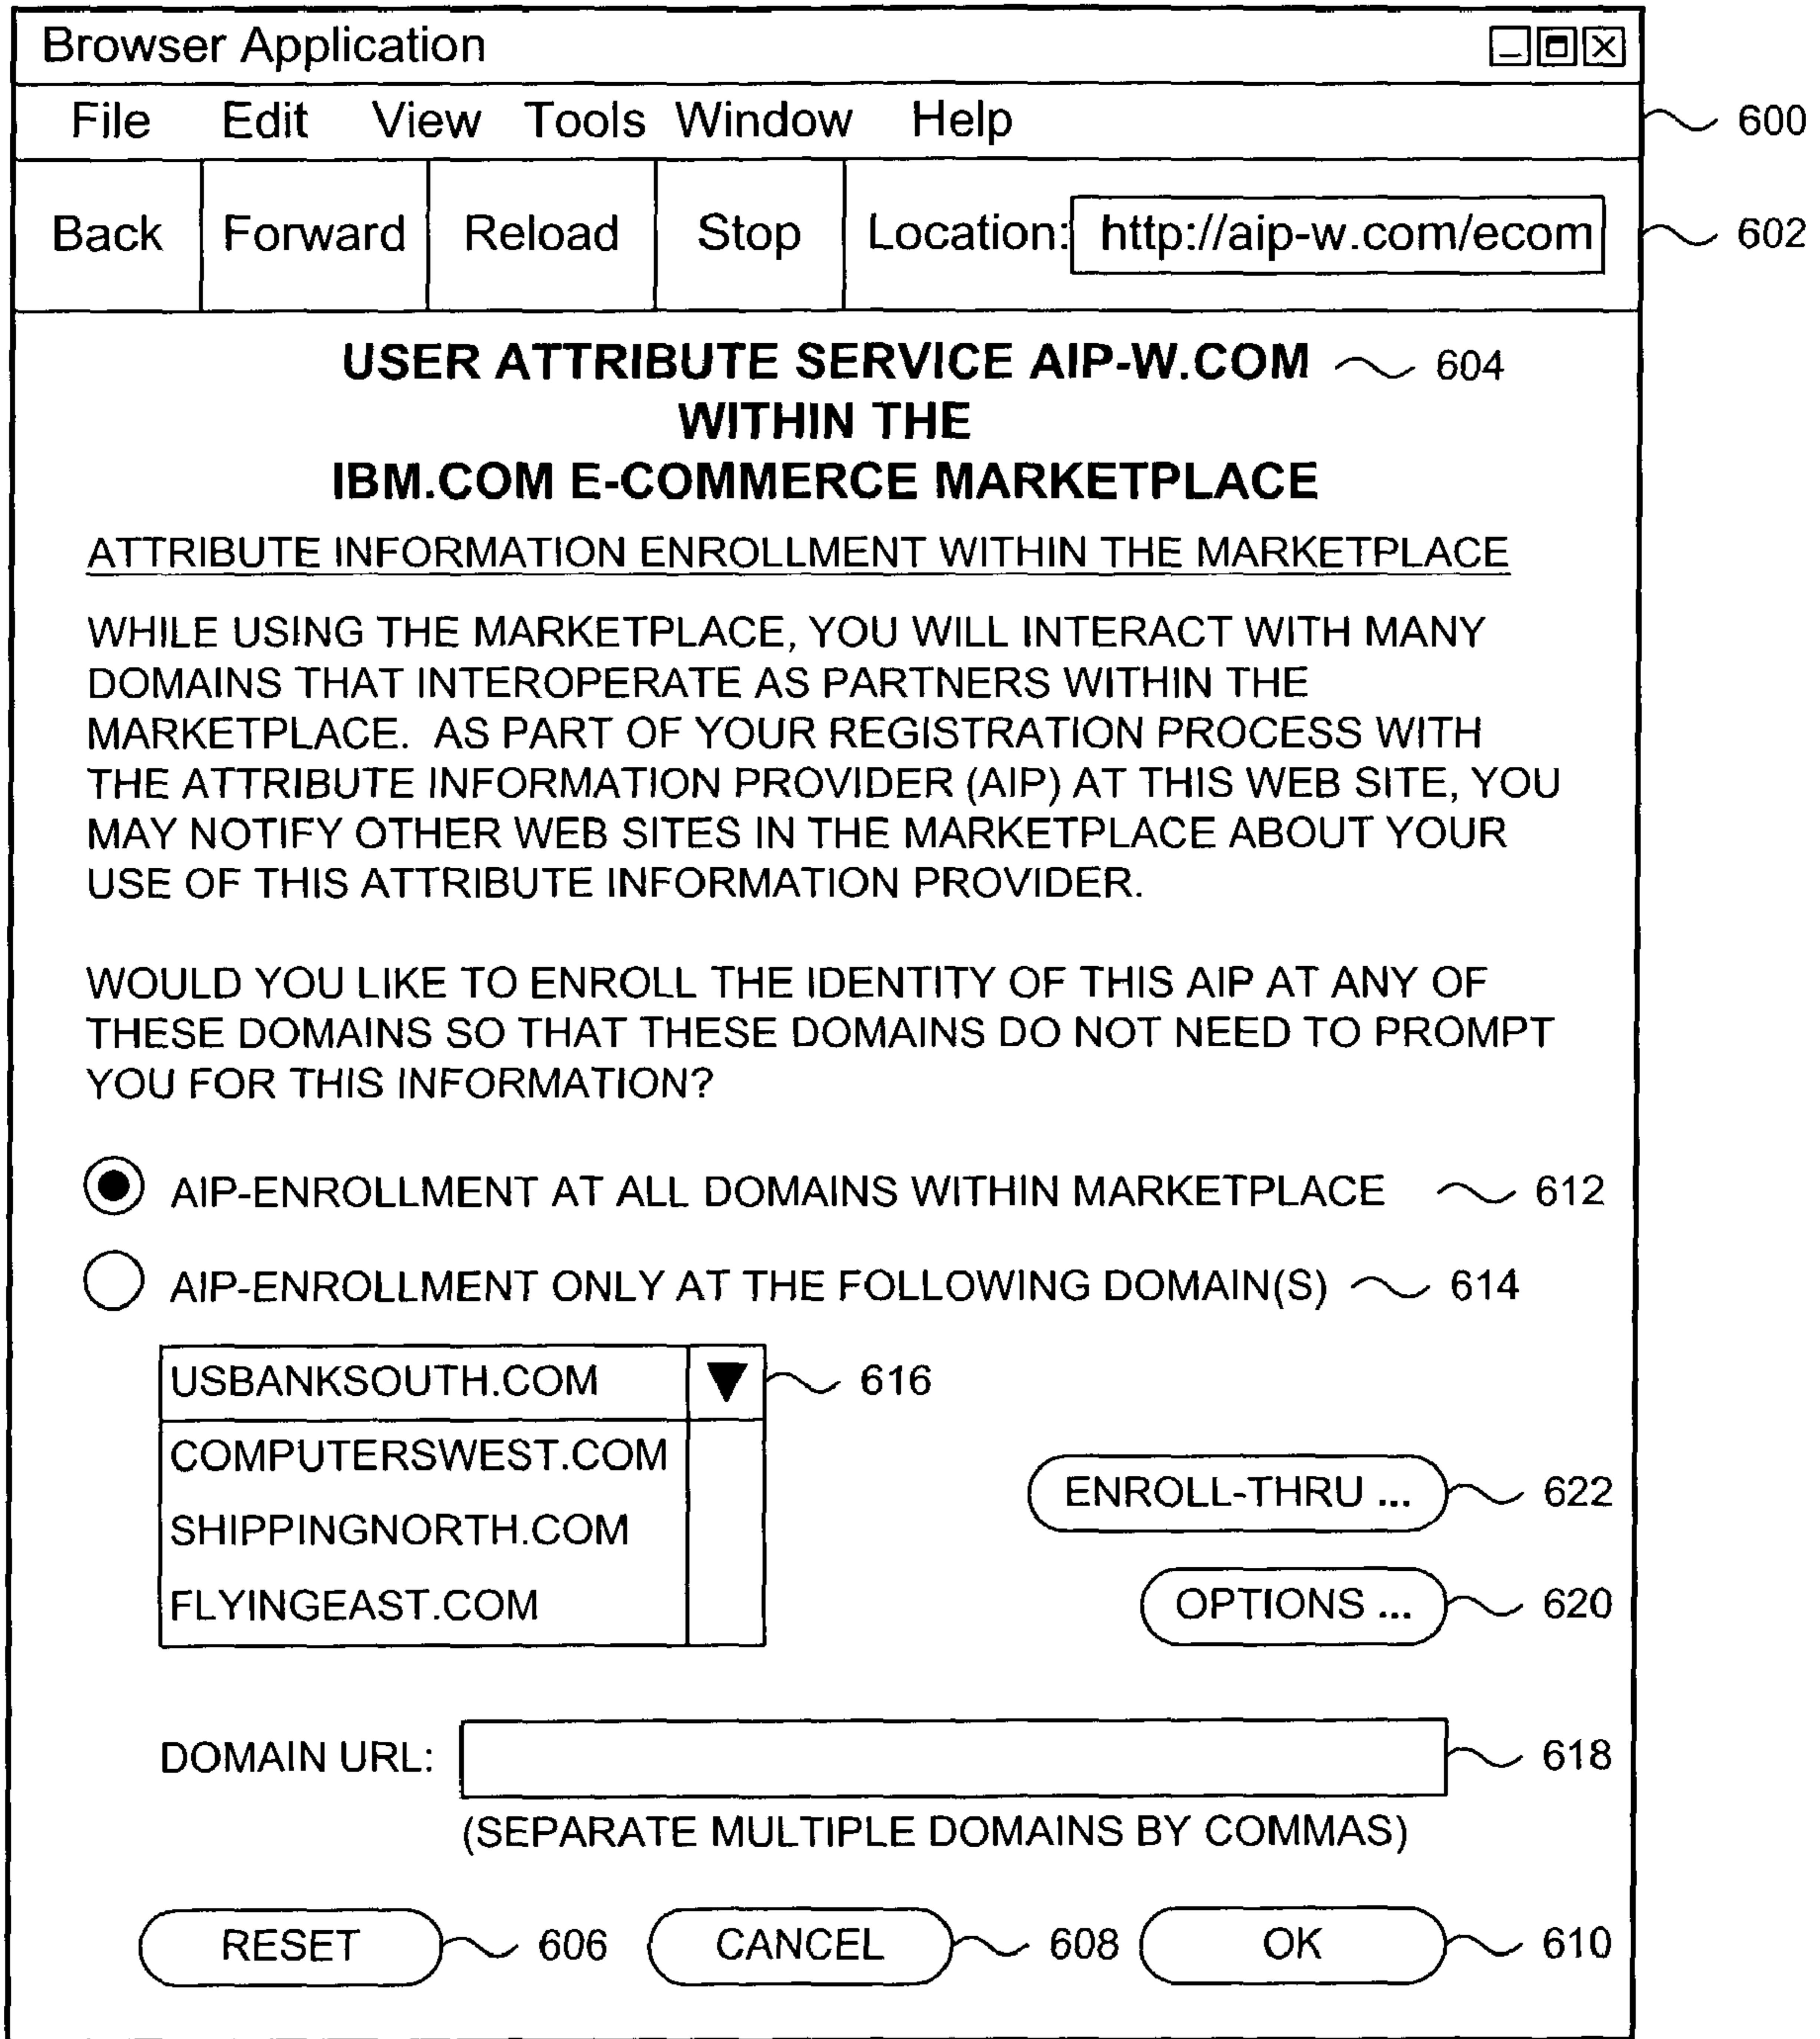 Browser Application
File Edit View Tools Window Help
600
Back Forward Reload Stop Location: http://aip-w.com/ecom
602
USER ATTRIBUTE SERVICE AIP-W.COM
604
WITHIN THE
IBM.COM E-COMMERCE MARKETPLACE
ATTRIBUTE INFORMATION ENROLLMENT WITHIN THE MARKETPLACE
WHILE USING THE MARKETPLACE, YOU WILL INTERACT WITH MANY
DOMAINS THAT INTEROPERATE AS PARTNERS WITHIN THE
MARKETPLACE. AS PART OF YOUR REGISTRATION PROCESS WITH
THE ATTRIBUTE INFORMATION PROVIDER (AIP) AT THIS WEB SITE, YOU
MAY NOTIFY OTHER WEB SITES IN THE MARKETPLACE ABOUT YOUR
USE OF THIS ATTRIBUTE INFORMATION PROVIDER.
WOULD YOU LIKE TO ENROLL THE IDENTITY OF THIS AIP AT ANY OF
THESE DOMAINS SO THAT THESE DOMAINS DO NOT NEED TO PROMPT
YOU FOR THIS INFORMATION?
AIP-ENROLLMENT AT ALL DOMAINS WITHIN MARKETPLACE
612
AIP-ENROLLMENT ONLY AT THE FOLLOWING DOMAIN(S)
614
USBANKSOUTH.COM
616
COMPUTERSWEST.COM
SHIPPINGNORTH.COM
FLYINGEAST.COM
ENROLL-THRU ...
622
OPTIONS ...
620
DOMAIN URL:
618
(SEPARATE MULTIPLE DOMAINS BY COMMAS)
RESET
606
CANCEL
608
OK
610